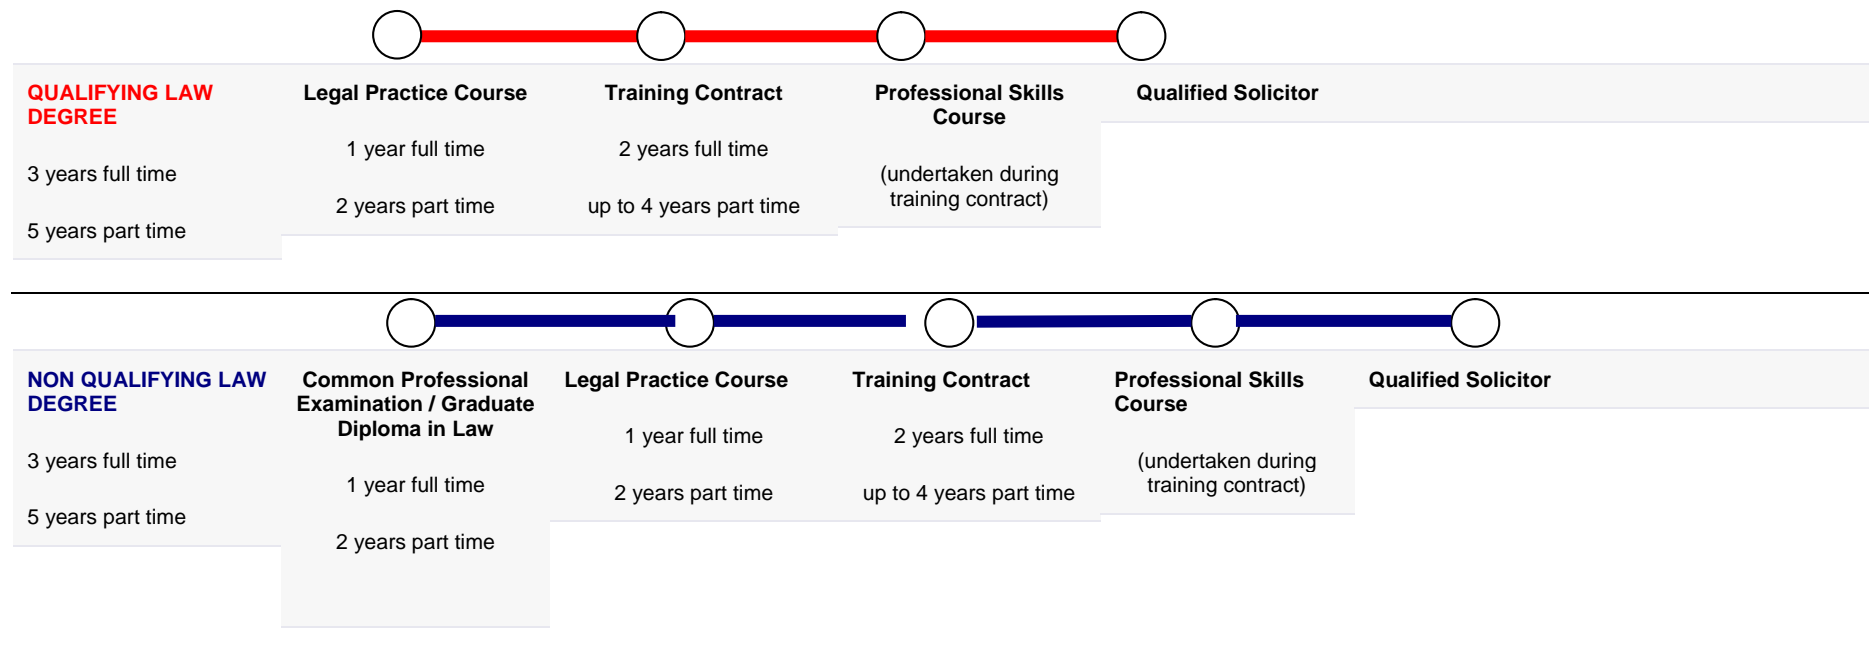 QUALIFYING LAW
DEGREE
3 years full time
5 years part time
Legal Practice Course
1 year full time
2 years part time
Training Contract
2 years full time
up to 4 years part time
Professional Skills
Course
(undertaken during
training contract)
Qualified Solicitor
NON QUALIFYING LAW
DEGREE
3 years full time
5 years part time
Common Professional
Examination / Graduate
Diploma in Law
1 year full time
2 years part time
Legal Practice Course
1 year full time
2 years part time
Training Contract
2 years full time
up to 4 years part time
Professional Skills
Course
(undertaken during
training contract)
Qualified Solicitor